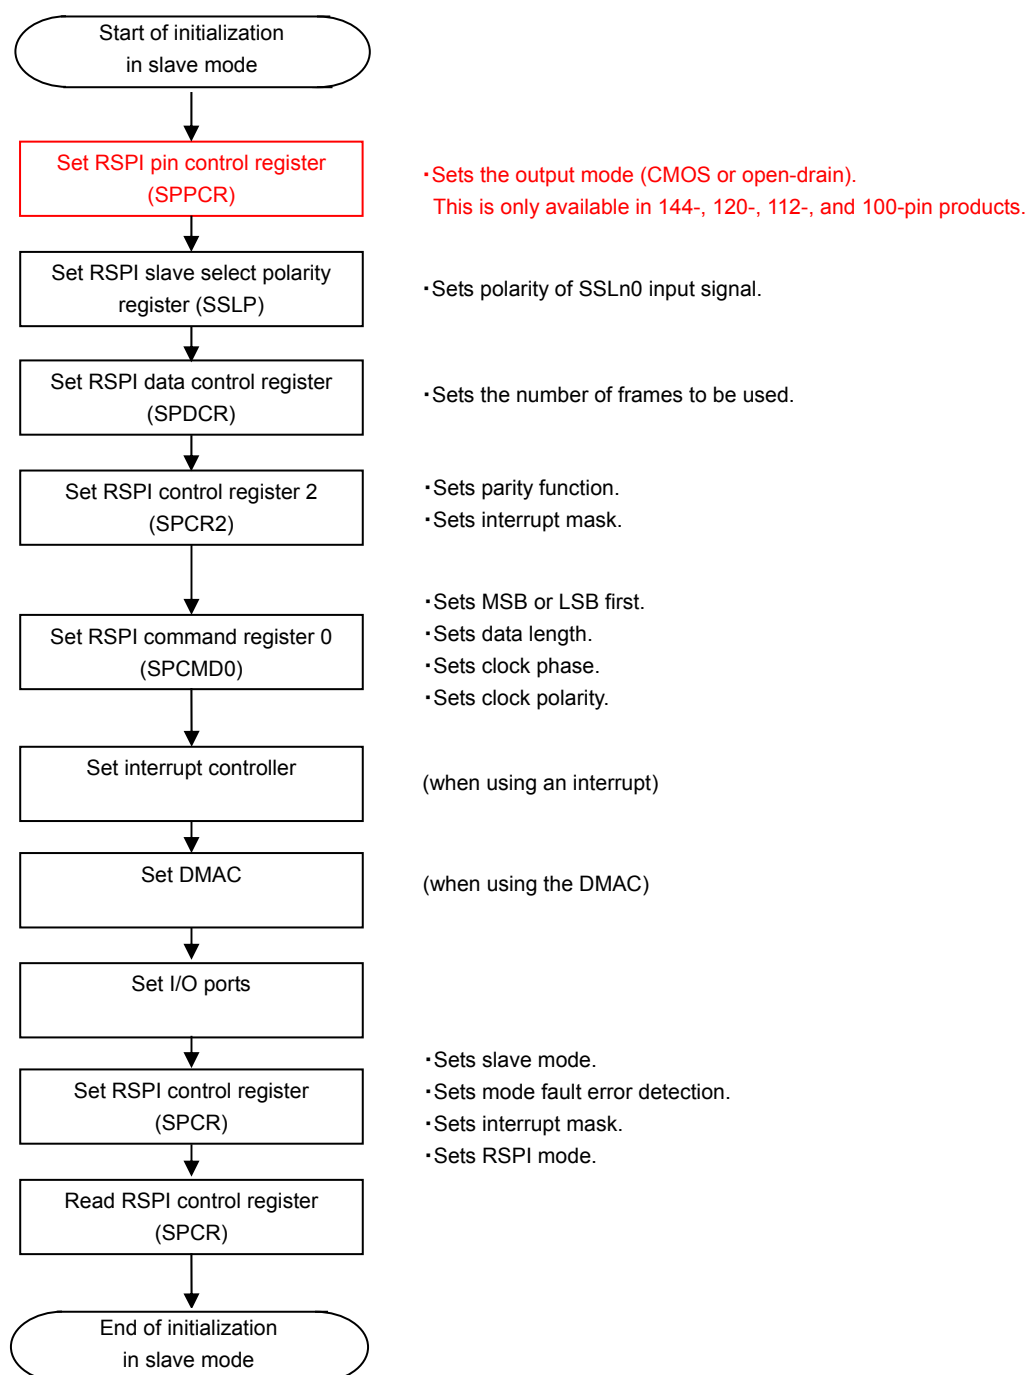 Start of initialization
in slave mode
Set RSPI pin control register
(SPPCR)
・Sets the output mode (CMOS or open-drain).
This is only available in 144-, 120-, 112-, and 100-pin products.
Set RSPI slave select polarity
register (SSLP)
・Sets polarity of SSLn0 input signal.
Set RSPI data control register
(SPDCR)
・Sets the number of frames to be used.
Set RSPI control register 2
(SPCR2)
・Sets parity function.
・Sets interrupt mask.
Set RSPI command register 0
(SPCMD0)
・Sets MSB or LSB first.
・Sets data length.
・Sets clock phase.
・Sets clock polarity.
Set interrupt controller
(when using an interrupt)
Set DMAC
(when using the DMAC)
Set I/O ports
Set RSPI control register
(SPCR)
・Sets slave mode.
・Sets mode fault error detection.
・Sets interrupt mask.
・Sets RSPI mode.
Read RSPI control register
(SPCR)
End of initialization
in slave mode